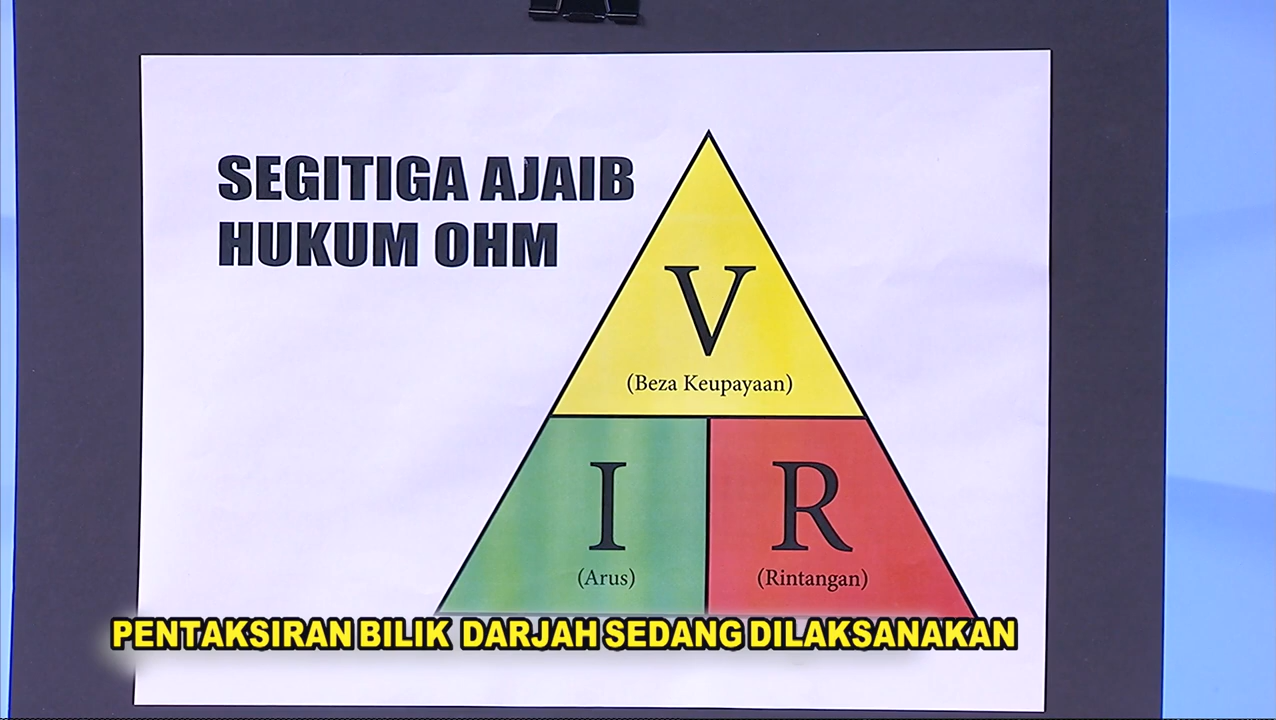 SEGITIGA AJAIB
HUKUM OHM
V
(Beza Keupayaan)
I
(Arus)
R
(Rintangan)
PENTAKSIRAN BILIK DARJAH SEDANG DILAKSANAKAN